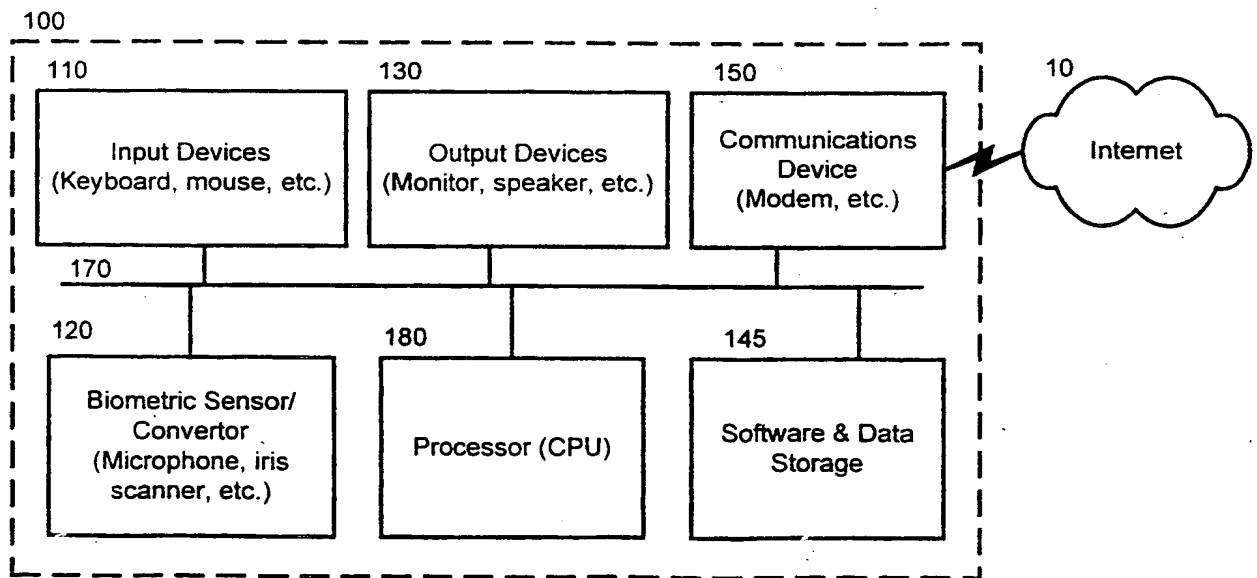 100
110
130
150
10
Input Devices
(Keyboard, mouse, etc.)
Output Devices
(Monitor, speaker, etc.)
Communications
Device
(Modem, etc.)
Internet
170
120
180
145
Biometric Sensor/
Convertor
(Microphone, iris
scanner, etc.)
Processor (CPU)
Software & Data
Storage